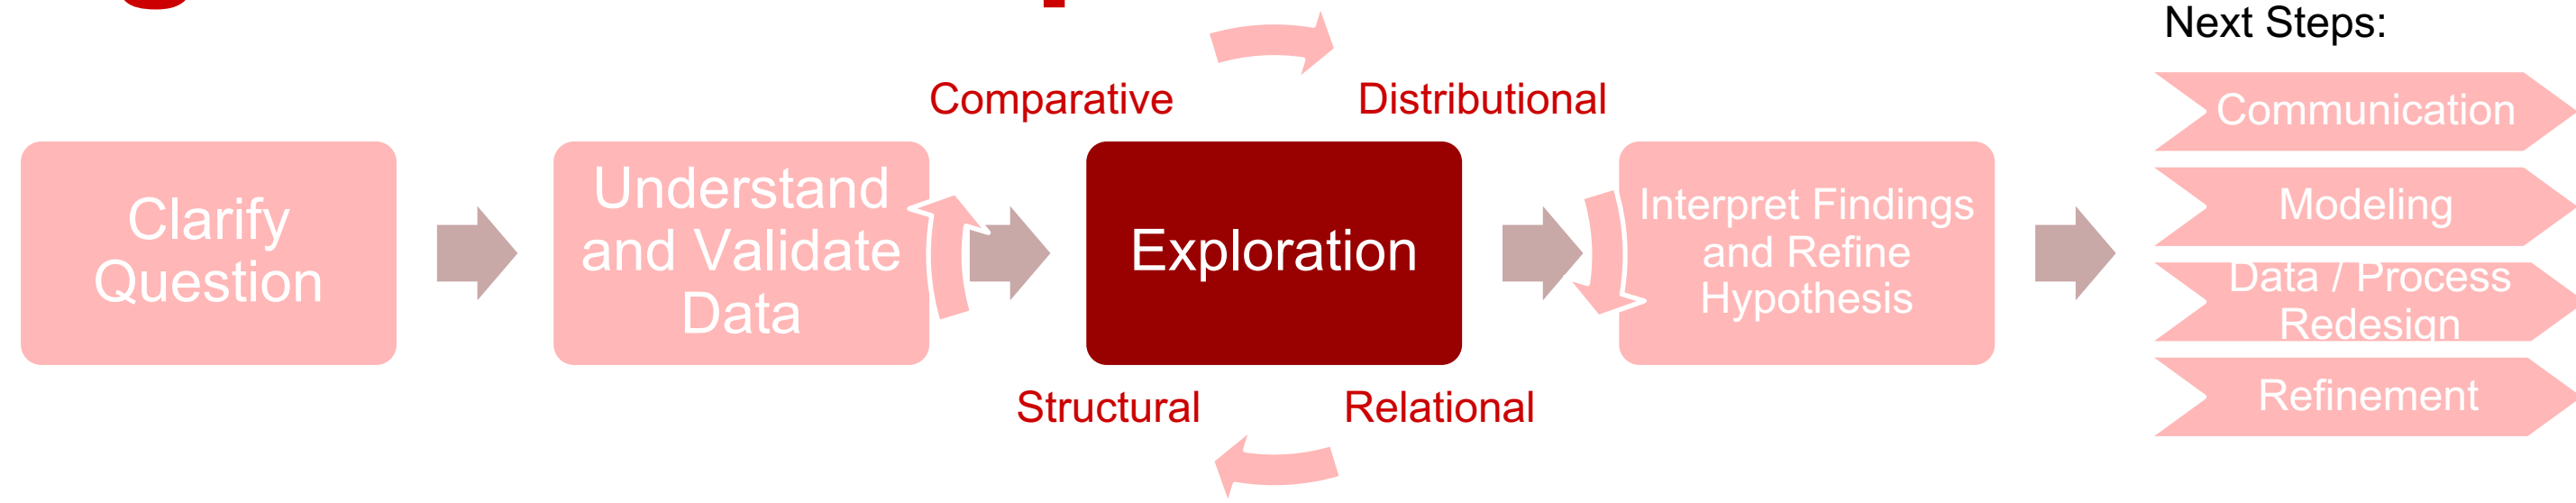 Next Steps:
Comparative
Distributional
Clarify
Question
Understand
and Validate
Data
Exploration
Interpret Findings
and Refine
Hypothesis
Structural
Relational
Communication
Modeling
Data / Process
Redesign
Refinement